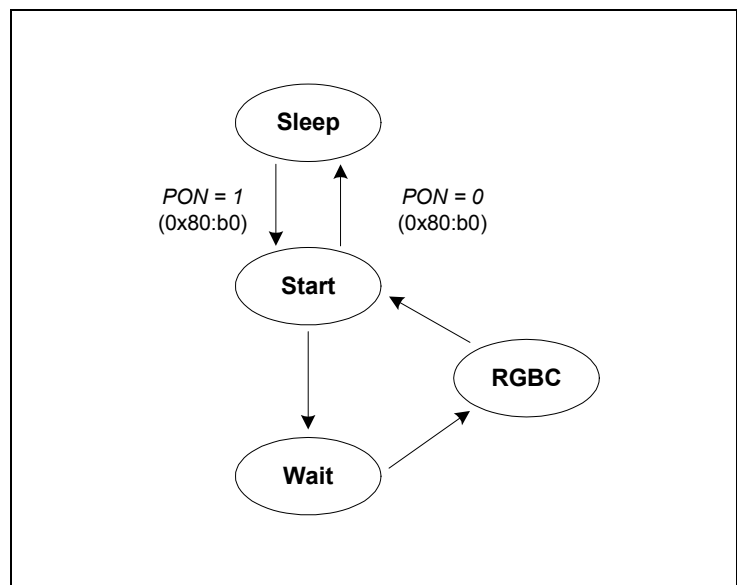 Sleep
PON = 1
(0x80:b0)
PON = 0
(0x80:b0)
Start
RGBC
Wait